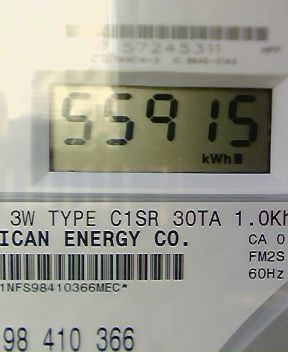 57245311
55915
kWh
3W TYPE C1SR 30TA 1.0Kh
ICAN ENERGY CO.
CA 0
FM2S
60Hz
1NFS98410366MEC*
98 410 366